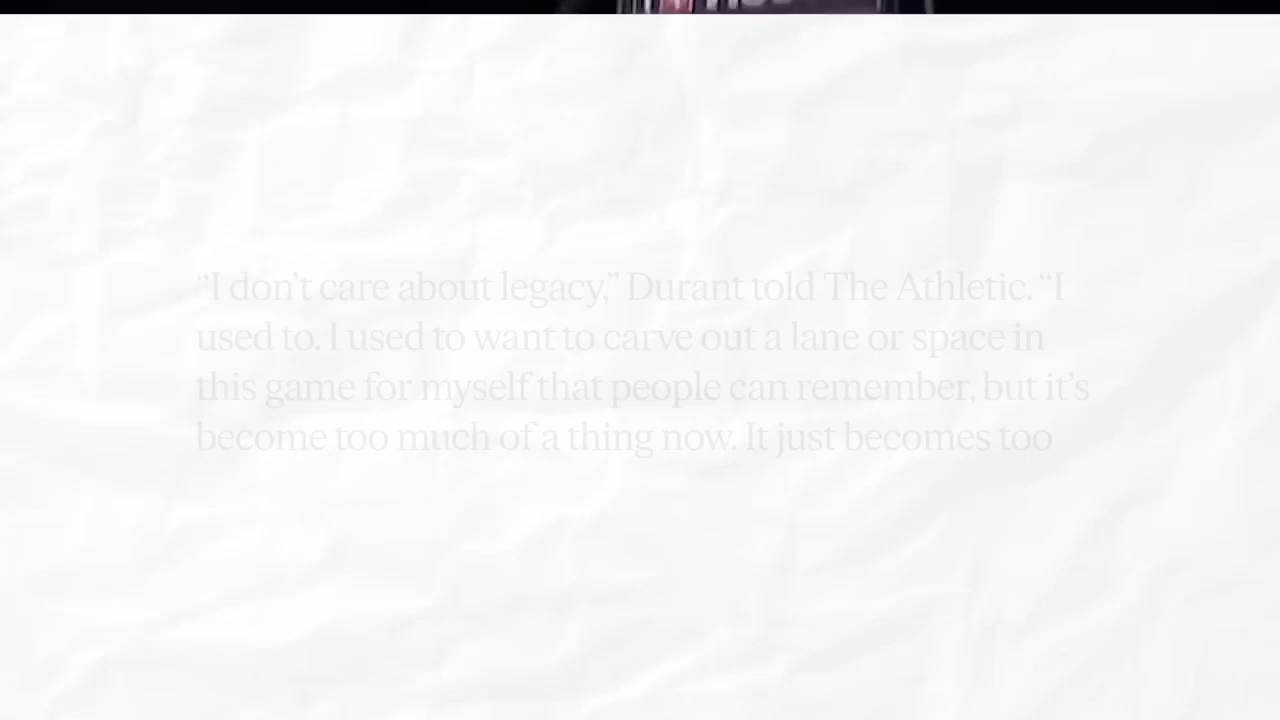 “I don’t care about legacy,” Durant told The Athletic. “I
used to. I used to want to carve out a lane or space in
this game for myself that people can remember, but it’s
become too much of a thing now. It just becomes too